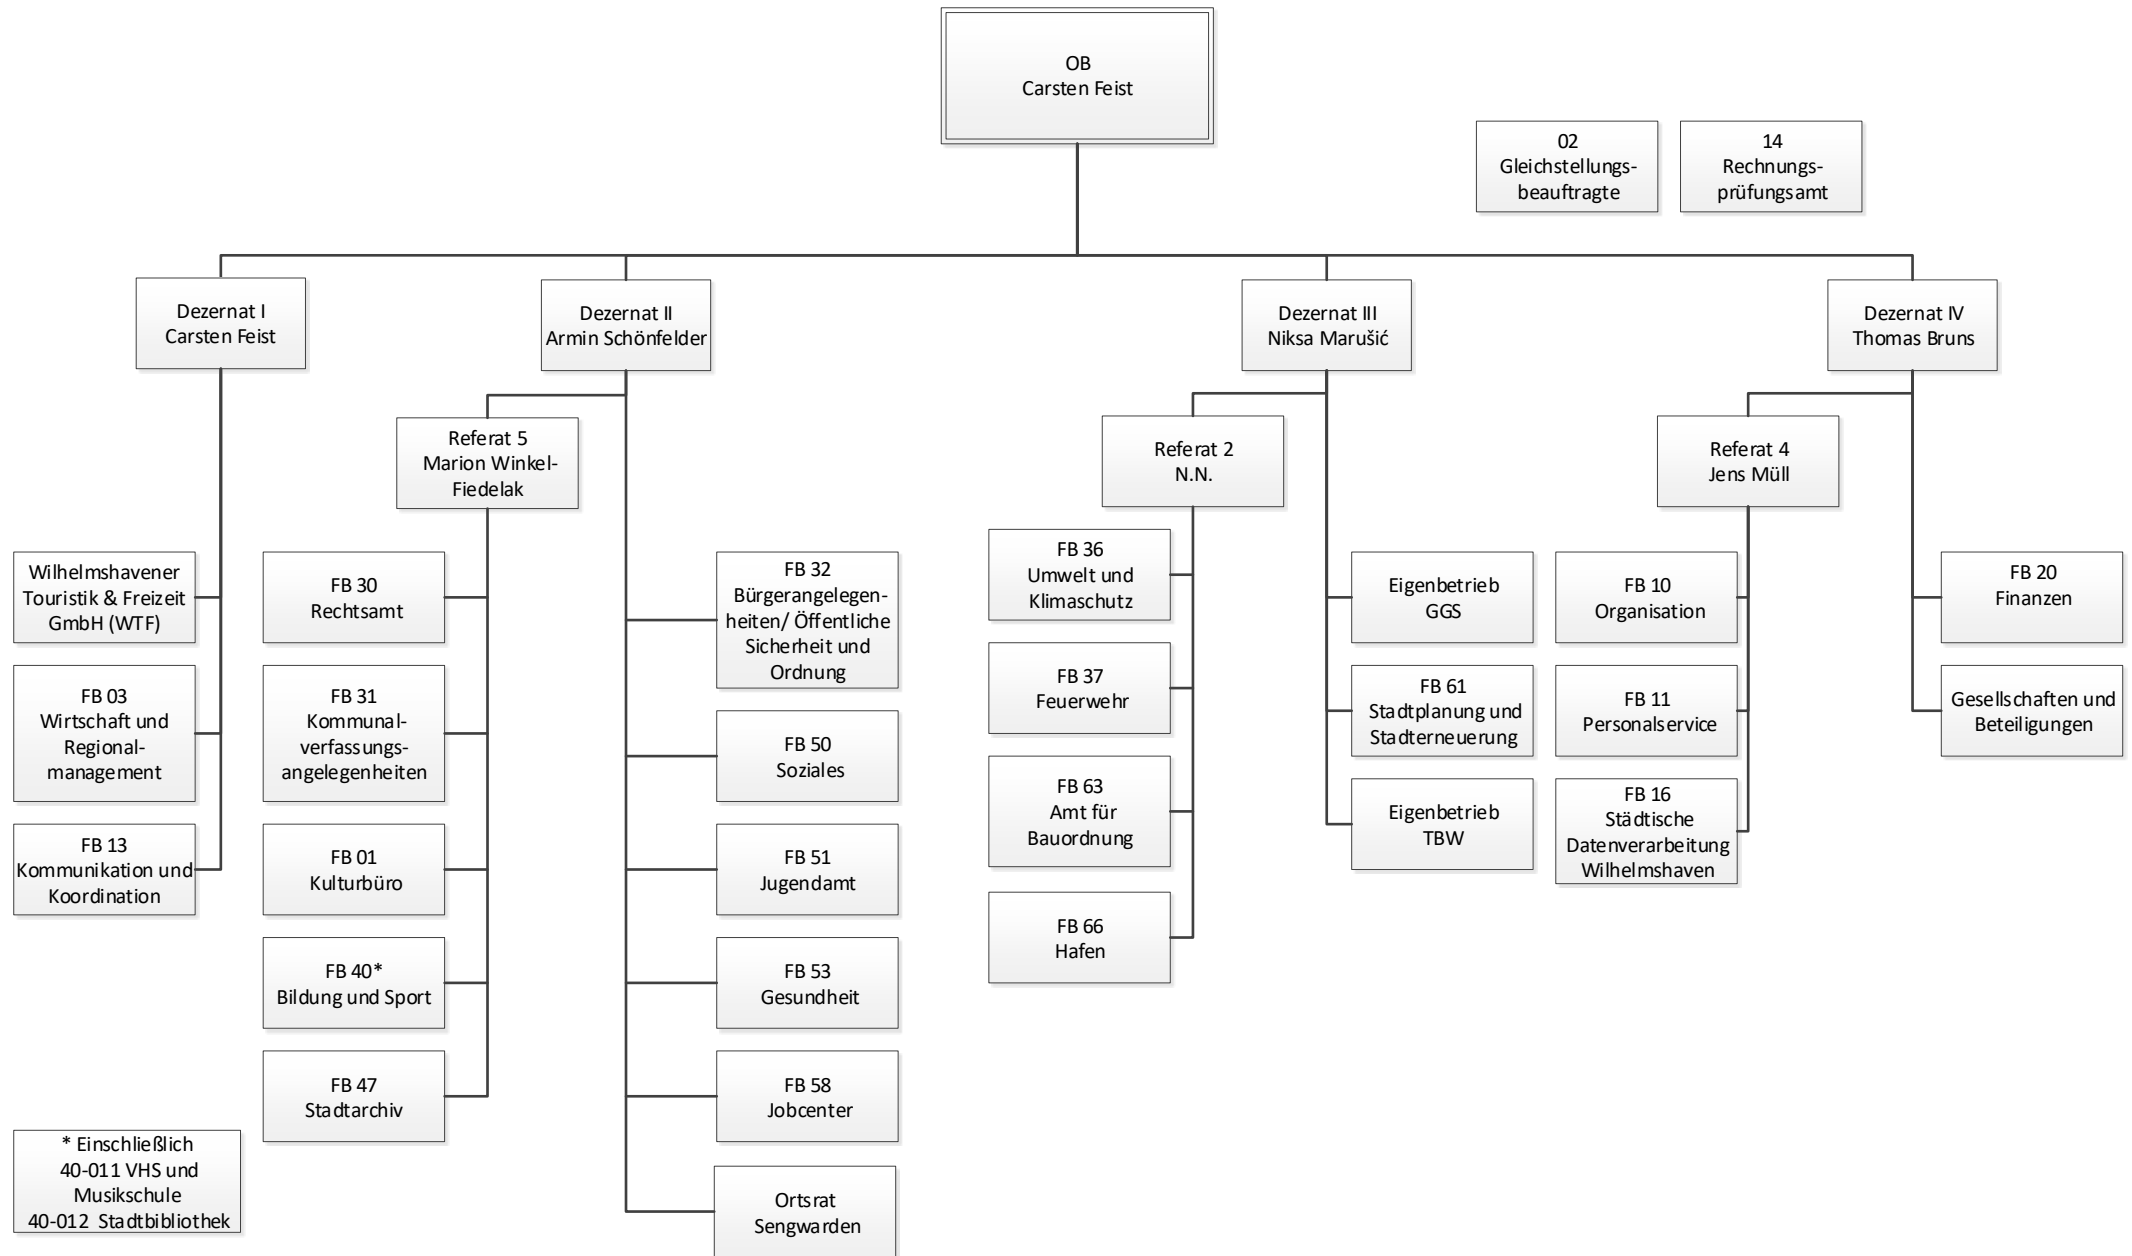 OB
Carsten Feist
02
Gleichstellungs-
beauftragte
14
Rechnungs-
prüfungsamt
Dezernat I
Carsten Feist
Dezernat II
Armin Schönfelder
Dezernat III
Niksa Marušić
Dezernat IV
Thomas Bruns
Referat 5
Marion Winkel-
Fiedelak
Referat 2
N.N.
Referat 4
Jens Müll
Wilhelmshavener
Touristik & Freizeit
GmbH (WTF)
FB 03
Wirtschaft und
Regional-
management
FB 13
Kommunikation und
Koordination
FB 30
Rechtsamt
FB 31
Kommunal-
verfassungs-
angelegenheiten
FB 01
Kulturbüro
FB 40*
Bildung und Sport
FB 47
Stadtarchiv
FB 32
Bürgerangelegen-
heiten/ Öffentliche
Sicherheit und
Ordnung
FB 50
Soziales
FB 51
Jugendamt
FB 53
Gesundheit
FB 58
Jobcenter
Ortsrat
Sengwarden
FB 36
Umwelt und
Klimaschutz
FB 37
Feuerwehr
FB 63
Amt für
Bauordnung
FB 66
Hafen
Eigenbetrieb
GGS
FB 61
Stadtplanung und
Stadterneuerung
Eigenbetrieb
TBW
FB 10
Organisation
FB 11
Personalservice
FB 16
Städtische
Datenverarbeitung
Wilhelmshaven
FB 20
Finanzen
Gesellschaften und
Beteiligungen
* Einschließlich
40-011 VHS und
Musikschule
40-012 Stadtbibliothek